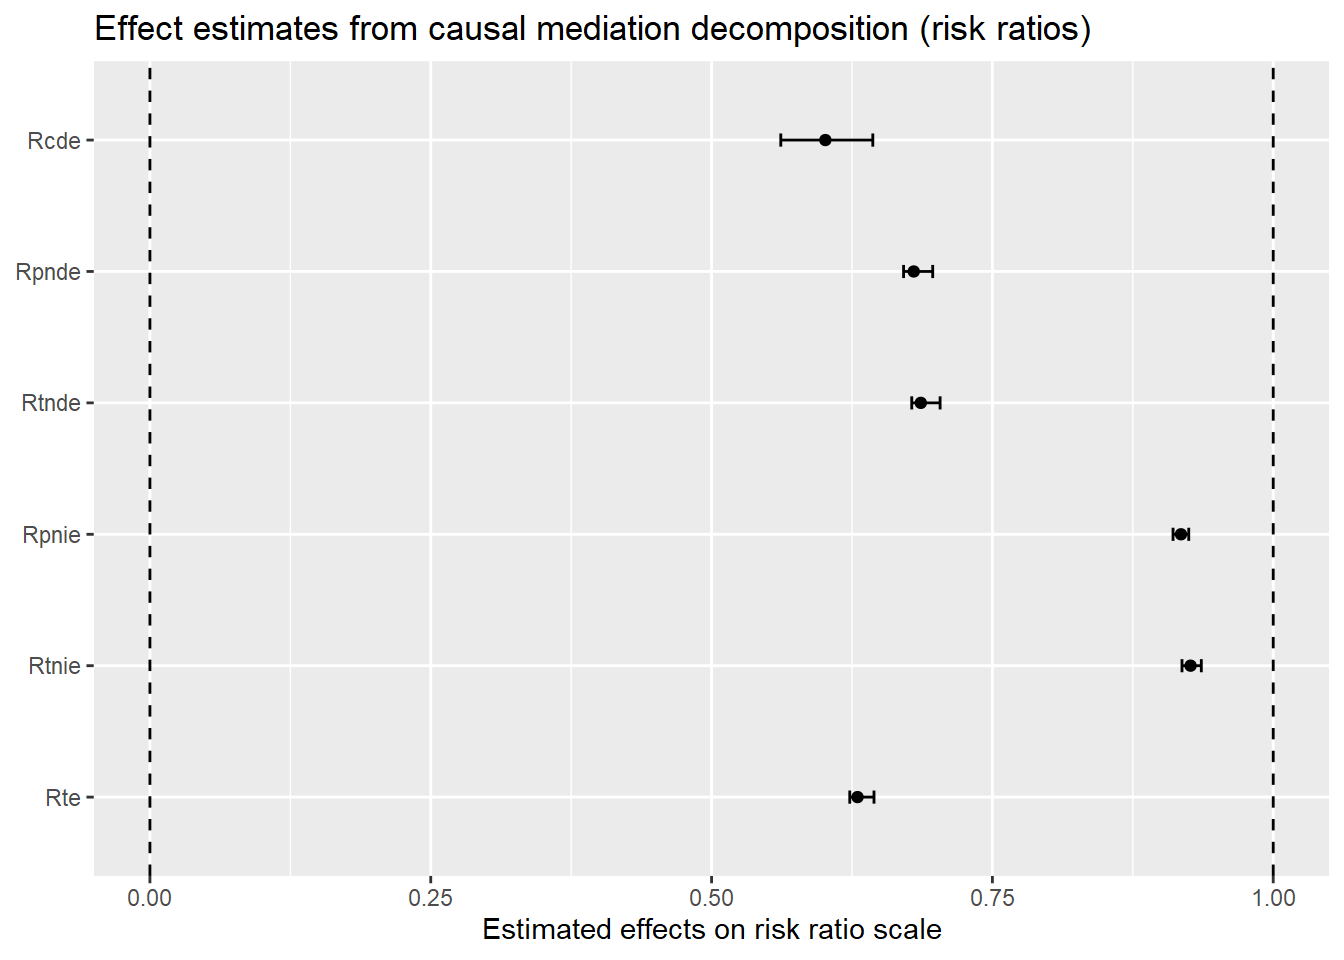 Effect estimates from causal mediation decomposition (risk ratios)
Rcde
Rpnde
Rtnde
Rpnie
Rtnie
Rte
0.00 0.25 0.50 0.75 1.00
Estimated effects on risk ratio scale